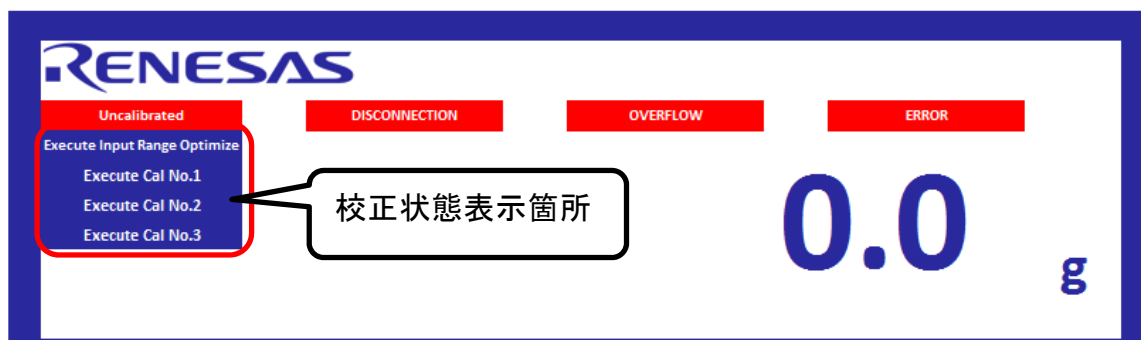 RENESAS
Uncalibrated
DISCONNECTION
OVERFLOW
ERROR
Execute Input Range Optimize
Execute Cal No.1
Execute Cal No.2
Execute Cal No.3
校正状態表示箇所
0.0
g